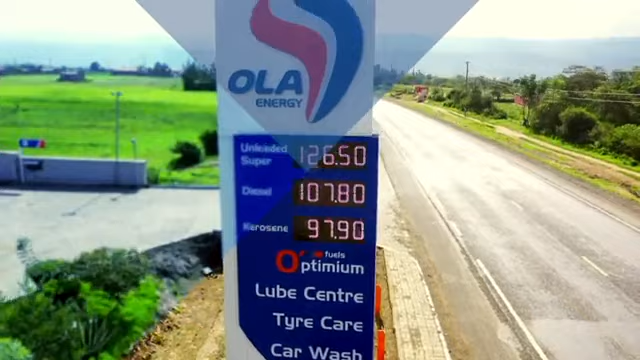 OLA
ENERGY
Unleaded
Super 126.50
Diesel 107.80
Kerosene 97.90
fuels
Optimium
Lube Centre
Tyre Care
Car Wash